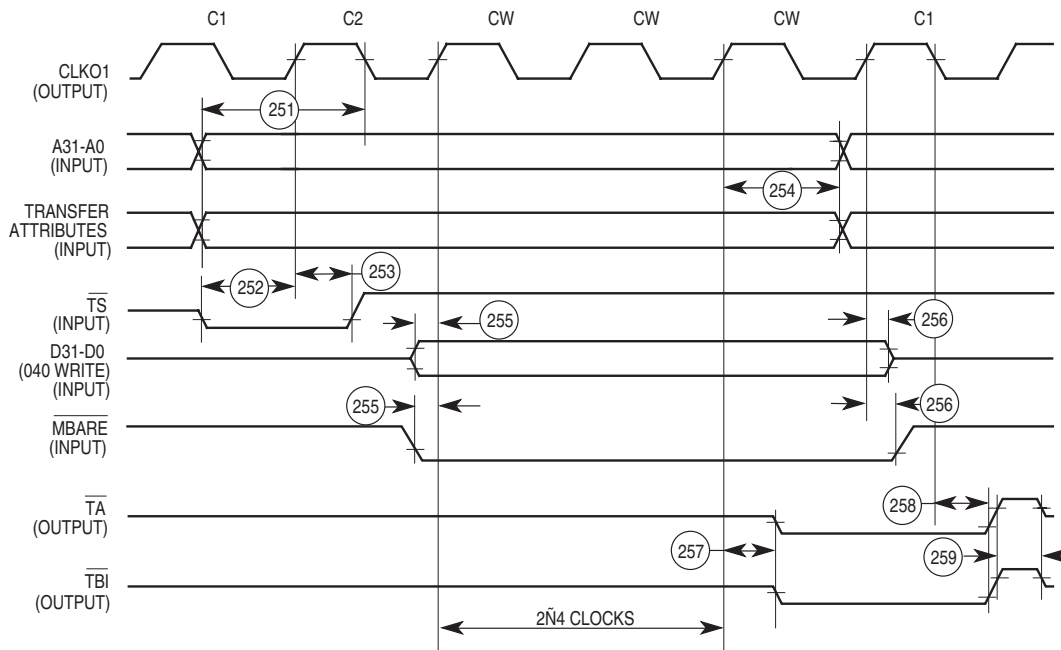 C1 C2 CW CW CW C1
CLKO1
(OUTPUT)
251
A31-A0
(INPUT)
254
TRANSFER
ATTRIBUTES
(INPUT)
252
253
TS
(INPUT)
255
256
D31-D0
(040 WRITE)
(INPUT)
255
256
MBARE
(INPUT)
TA
(OUTPUT)
258
257
259
TBI
(OUTPUT)
2Ñ4 CLOCKS